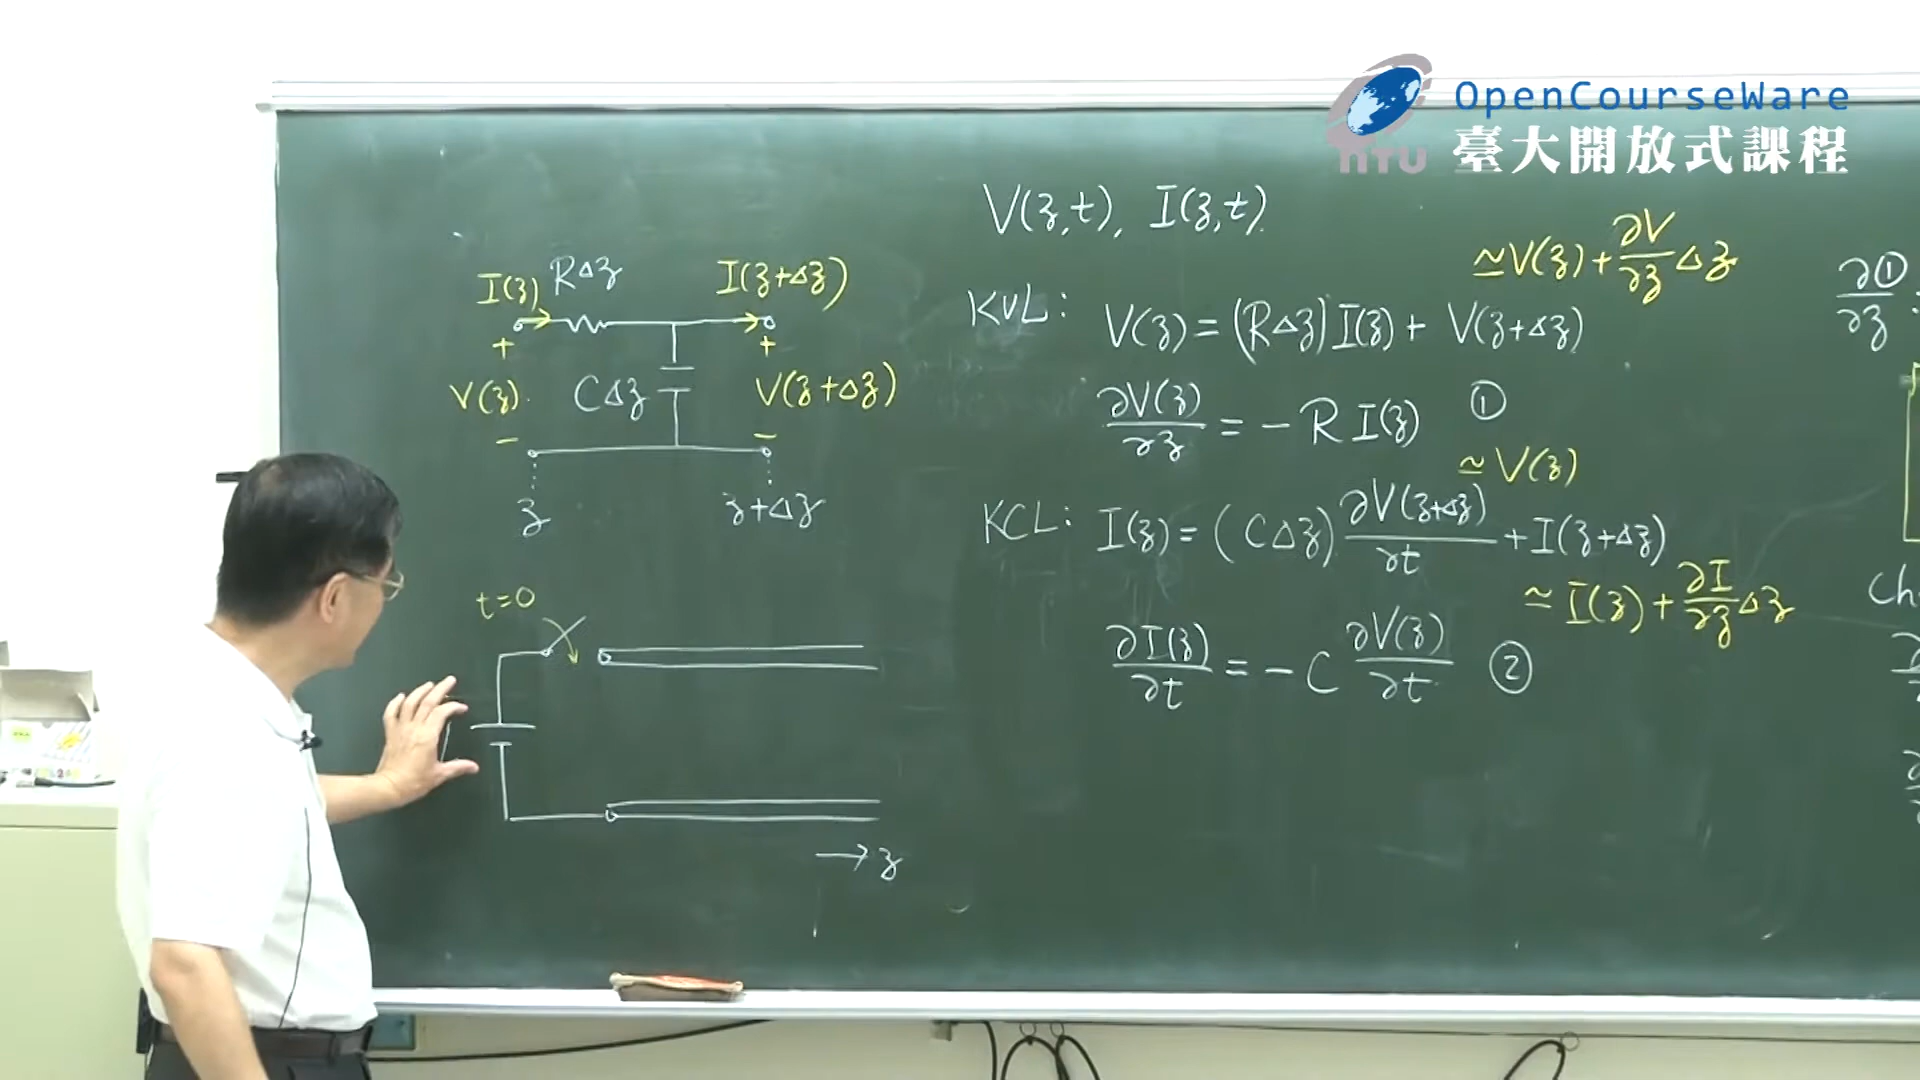 OpenCourseWare
臺大開放式課程
NTU
V(z,t), I(z,t)
≃V(z)+∂V/∂z Δz
KVL: V(z)=(RΔz)I(z)+V(z+Δz)
∂V(z)/∂z = -R I(z) ①
≃V(z)
KCL: I(z)=(CΔz)∂V(z+Δz)/∂t+I(z+Δz)
≃I(z)+∂I/∂z Δz
∂I(z)/∂t = -C ∂V(z)/∂t ②
I(z) RΔz I(z+Δz)
+ +
V(z) CΔz V(z+Δz)
- -
z z+Δz
t=0
→z
∂①/∂z :
Ch